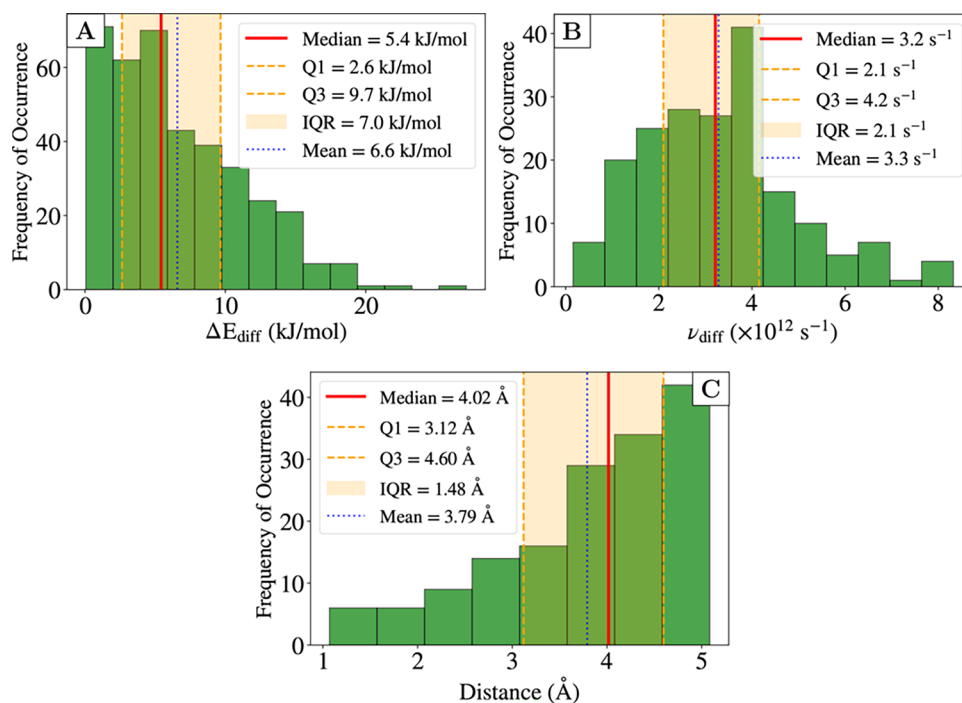 A
Median = 5.4 kJ/mol
Q1 = 2.6 kJ/mol
Q3 = 9.7 kJ/mol
IQR = 7.0 kJ/mol
Mean = 6.6 kJ/mol
Frequency of Occurrence
60
40
20
0
0 10 20
ΔE_diff (kJ/mol)
B
Median = 3.2 s⁻¹
Q1 = 2.1 s⁻¹
Q3 = 4.2 s⁻¹
IQR = 2.1 s⁻¹
Mean = 3.3 s⁻¹
Frequency of Occurrence
40
30
20
10
0
0 2 4 6 8
ν_diff (×10¹² s⁻¹)
C
Median = 4.02 Å
Q1 = 3.12 Å
Q3 = 4.60 Å
IQR = 1.48 Å
Mean = 3.79 Å
Frequency of Occurrence
40
30
20
10
0
1 2 3 4 5
Distance (Å)